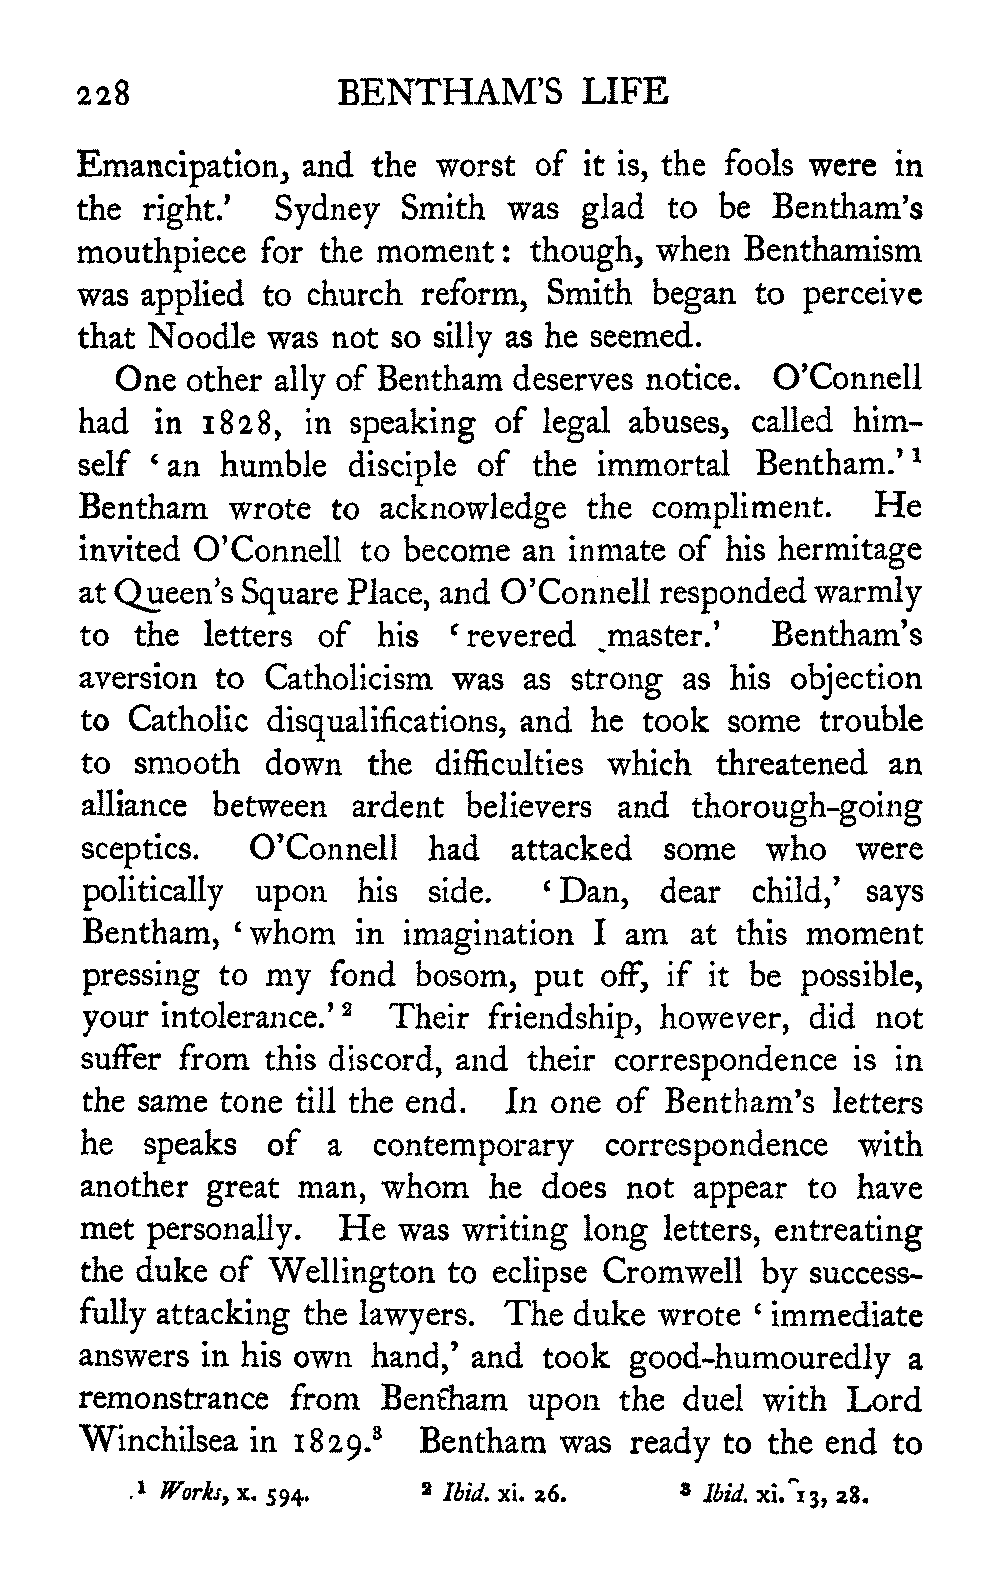 228 BENTHAM'S LIFE
Emancipation, and the worst of it is, the fools were in
the right.' Sydney Smith was glad to be Bentham's
mouthpiece for the moment: though, when Benthamism
was applied to church reform, Smith began to perceive
that Noodle was not so silly as he seemed.
One other ally of Bentham deserves notice. O'Connell
had in 1828, in speaking of legal abuses, called him-
self 'an humble disciple of the immortal Bentham.'¹
Bentham wrote to acknowledge the compliment. He
invited O'Connell to become an inmate of his hermitage
at Queen's Square Place, and O'Connell responded warmly
to the letters of his 'revered master.' Bentham's
aversion to Catholicism was as strong as his objection
to Catholic disqualifications, and he took some trouble
to smooth down the difficulties which threatened an
alliance between ardent believers and thorough-going
sceptics. O'Connell had attacked some who were
politically upon his side. 'Dan, dear child,' says
Bentham, 'whom in imagination I am at this moment
pressing to my fond bosom, put off, if it be possible,
your intolerance.'² Their friendship, however, did not
suffer from this discord, and their correspondence is in
the same tone till the end. In one of Bentham's letters
he speaks of a contemporary correspondence with
another great man, whom he does not appear to have
met personally. He was writing long letters, entreating
the duke of Wellington to eclipse Cromwell by success-
fully attacking the lawyers. The duke wrote 'immediate
answers in his own hand,' and took good-humouredly a
remonstrance from Bentham upon the duel with Lord
Winchilsea in 1829.³ Bentham was ready to the end to
¹ Works, x. 594. ² Ibid. xi. 26. ³ Ibid. xi. 13, 28.